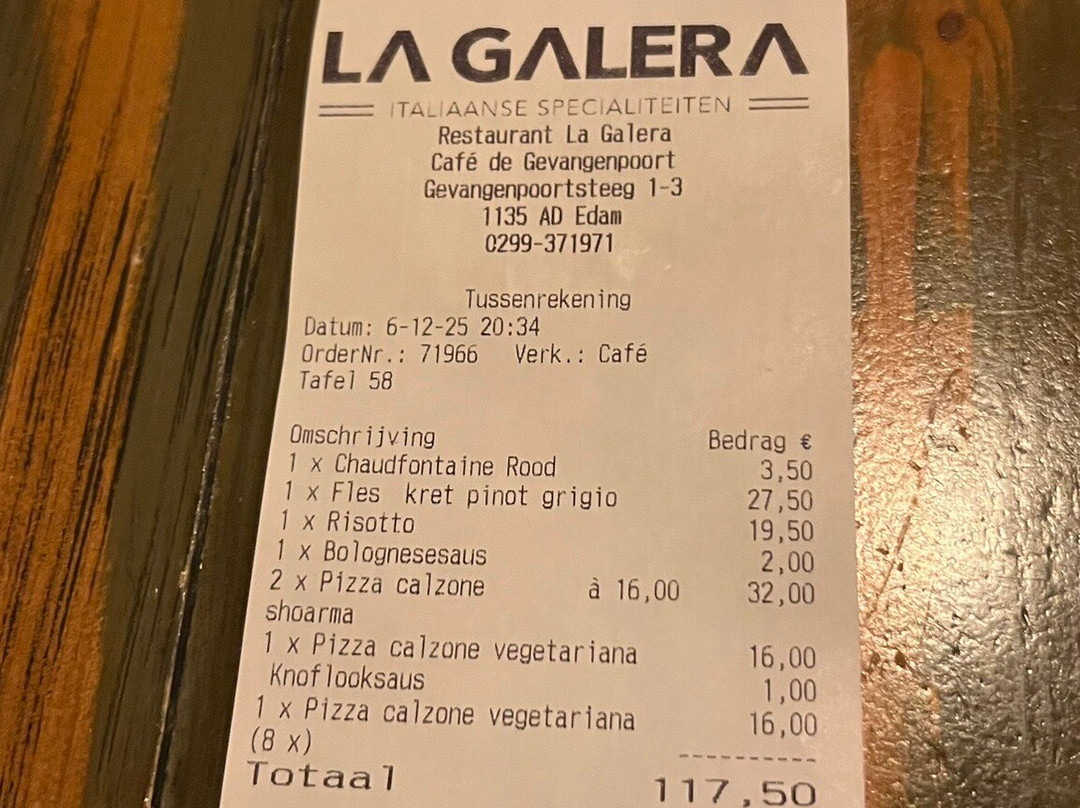 LA GALERA
ITALIAANSE SPECIALITEITEN
Restaurant La Galera
Café de Gevangenpoort
Gevangenpoortsteeg 1-3
1135 AD Edam
0299-371971
Tussenrekening
Datum: 6-12-25 20:34
OrderNr.: 71966 Verk.: Café
Tafel 58
Omschrijving Bedrag €
1 x Chaudfontaine Rood 3,50
1 x Fles kret pinot grigio 27,50
1 x Risotto 19,50
1 x Bolognesesaus 2,00
2 x Pizza calzone à 16,00 32,00
shoarma
1 x Pizza calzone vegetariana 16,00
Knoflooksaus 1,00
1 x Pizza calzone vegetariana 16,00
(8 x)
Totaal 117,50